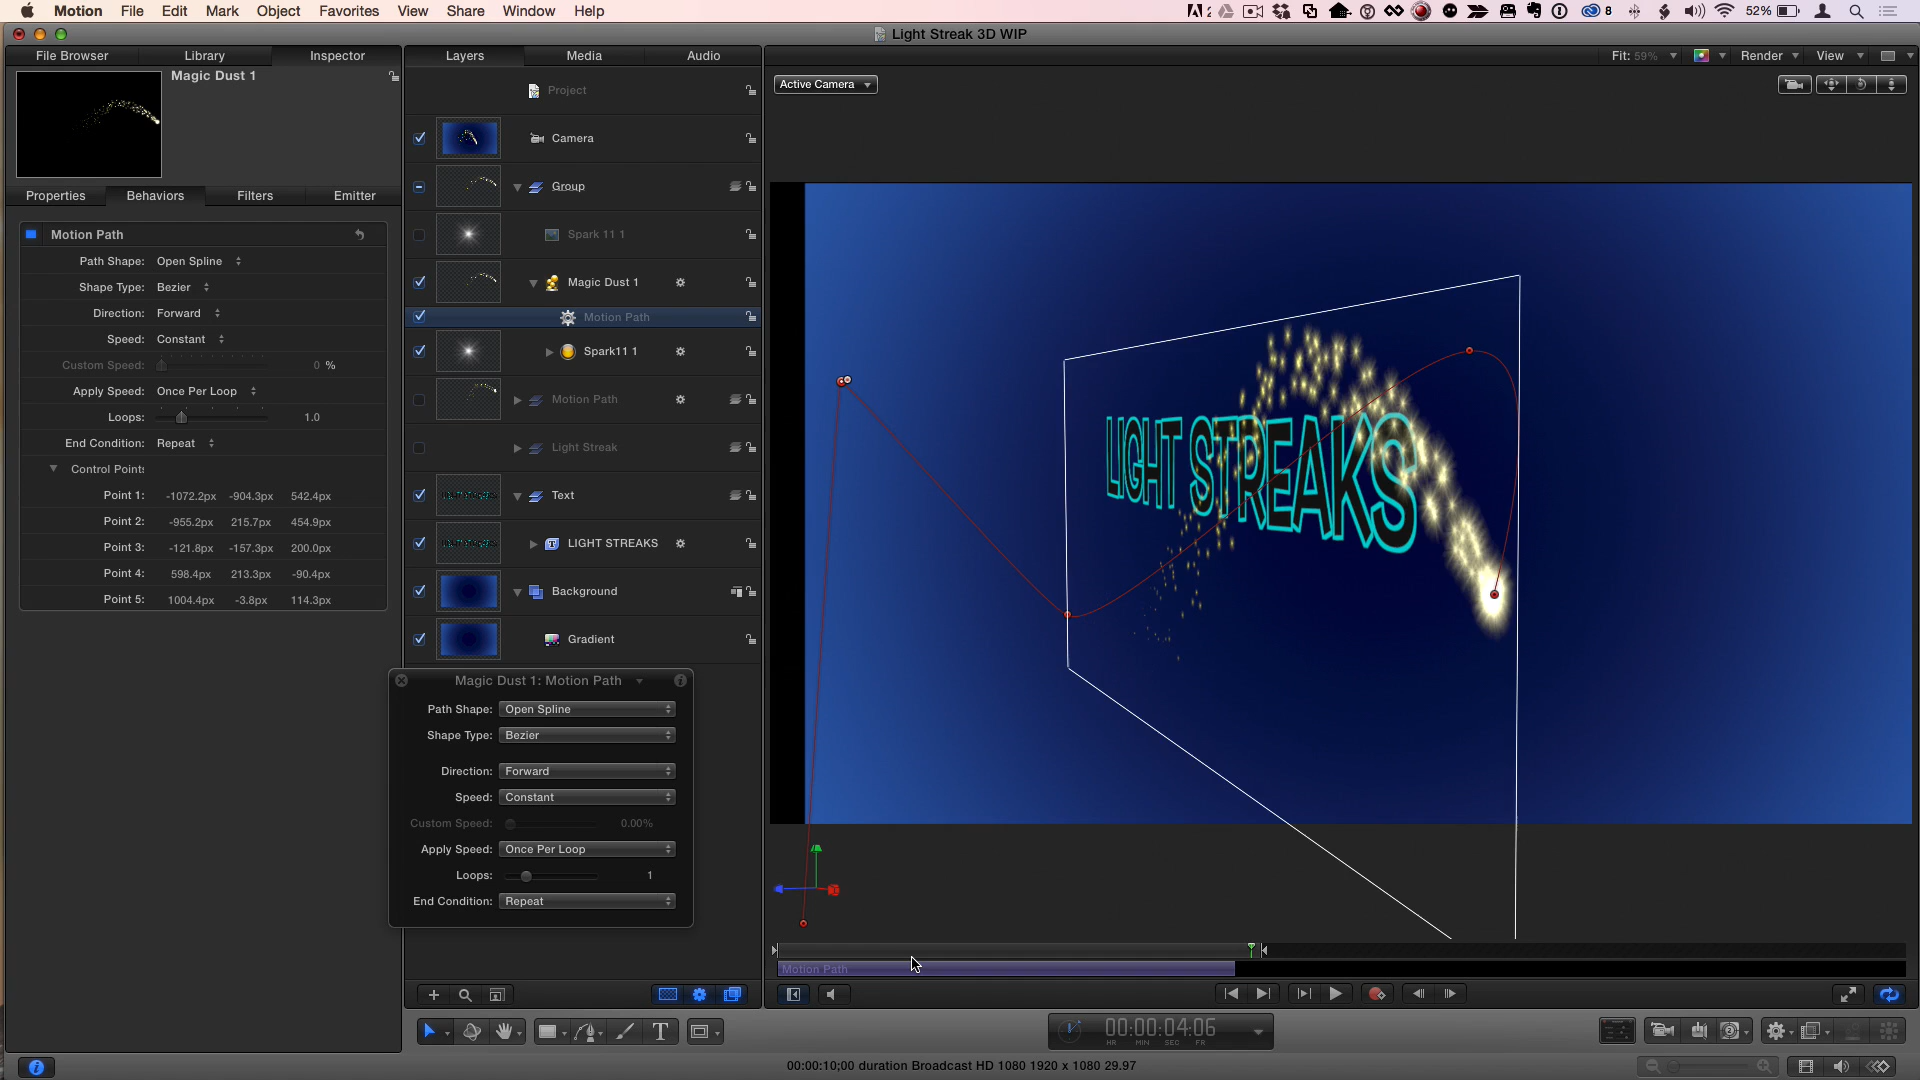 Motion File Edit Mark Object Favorites View Share Window Help
2 8 52%
Light Streak 3D WIP
File Browser Library Inspector Layers Media Audio
Fit: 59% Render View
Magic Dust 1
Active Camera
Properties Behaviors Filters Emitter
Motion Path
Path Shape: Open Spline
Shape Type: Bezier
Direction: Forward
Speed: Constant
Custom Speed: 0 %
Apply Speed: Once Per Loop
Loops: 1.0
End Condition: Repeat
Control Points
Point 1: -1072.2px -904.3px 542.4px
Point 2: -955.2px 215.7px 454.9px
Point 3: -121.8px -157.3px 200.0px
Point 4: 598.4px 213.3px -90.4px
Point 5: 1004.4px -3.8px 114.3px
Project
Camera
Group
Spark 11 1
Magic Dust 1
Motion Path
Spark11 1
Motion Path
Light Streak
Text
LIGHT STREAKS
Background
Gradient
LIGHT STREAKS
Magic Dust 1: Motion Path
Path Shape: Open Spline
Shape Type: Bezier
Direction: Forward
Speed: Constant
Custom Speed: 0.00%
Apply Speed: Once Per Loop
Loops: 1
End Condition: Repeat
Motion Path
T
00:00:04:06
HR MIN SEC FR
00:00:10;00 duration Broadcast HD 1080 1920 x 1080 29.97